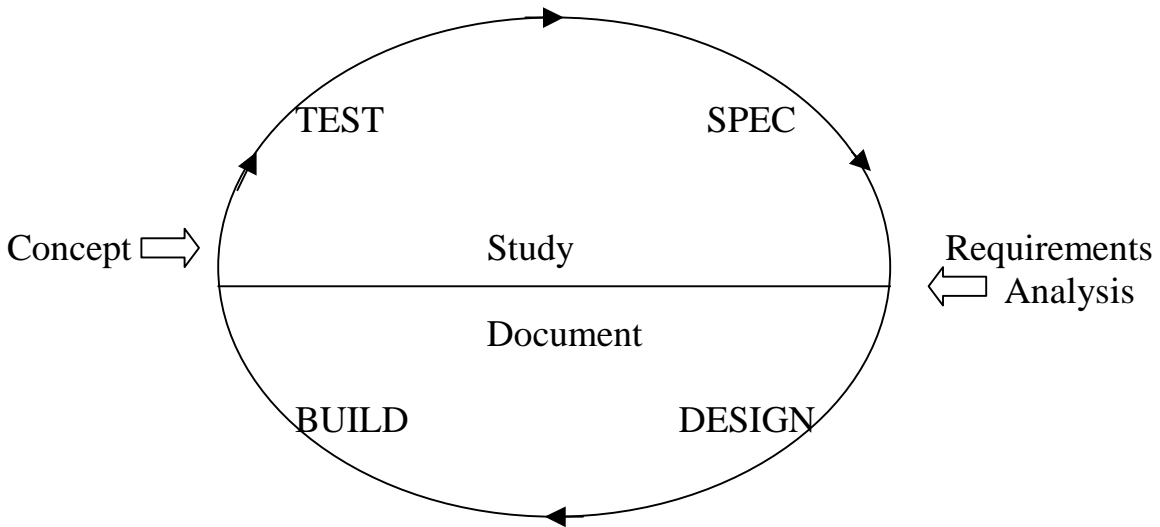 TEST
SPEC
Concept
Study
Requirements
Analysis
Document
BUILD
DESIGN